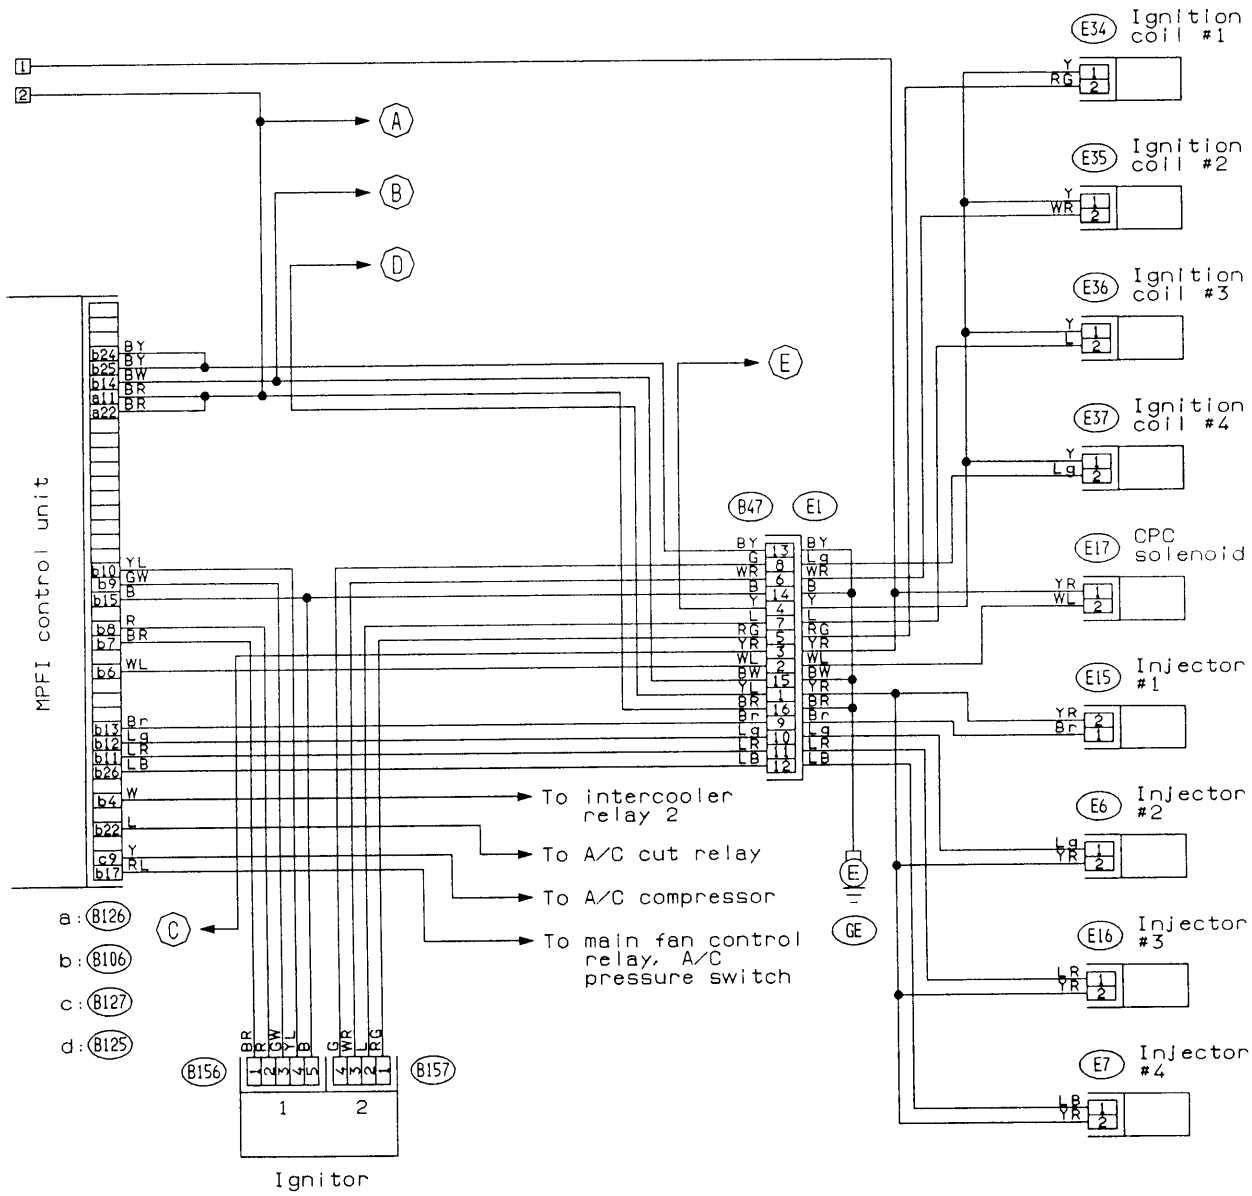 E34 Ignition
coil #1
1
2
Y 1
RG 2
A
E35 Ignition
coil #2
B
Y 1
WR 2
D
E36 Ignition
coil #3
Y 1
L 2
E
E37 Ignition
coil #4
Y 1
Lg 2
MPFI control unit
b24 BY
b25 BY
b14 BW
a11 BR
a22 BR
b10 YL
b9 GW
b15 B
b8 R
b7 BR
b6 WL
b13 Br
b12 Lg
b11 LR
b26 LB
b4 W
b22 L
c9 Y
b17 RL
B47 E1
BY 13 BY
G 8 Lg
WR 6 WR
B 14 B
Y 4 Y
L 7 L
RG 5 RG
YR 3 YR
WL 2 WL
BW 15 BW
YL 1 YR
BR 16 BR
Br 9 Br
Lg 10 Lg
LR 11 LR
LB 12 LB
E17 CPC
solenoid
YR 1
WL 2
E15 Injector
#1
YR 2
Br 1
E6 Injector
#2
Lg 1
YR 2
E16 Injector
#3
LR 1
YR 2
E7 Injector
#4
LB 1
YR 2
To intercooler
relay 2
To A/C cut relay
To A/C compressor
To main fan control
relay, A/C
pressure switch
E
GE
C
a: B126
b: B106
c: B127
d: B125
BR R GW YL B G WR L RG
B156 1 2 3 4 5 4 3 2 1 B157
1 2
Ignitor